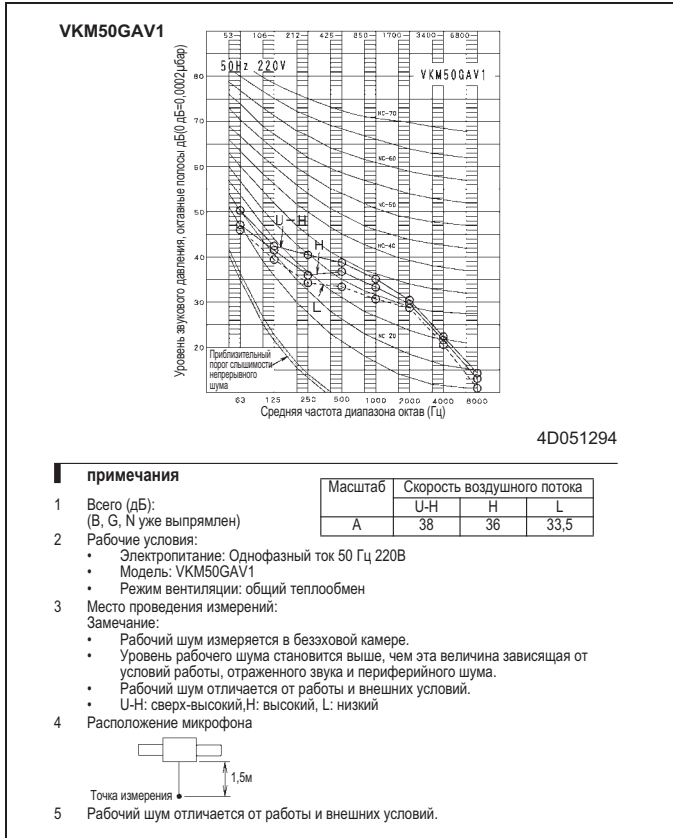 VKM50GAV1
Уровень звукового давления, октавные полосы дБ(0 дБ=0,0002μбар)
53 106 212 425 850 1700 3400 6800
50Hz 220V
VKM50GAV1
80
70
60
50
40
30
20
NC-70
NC-60
NC-50
NC-40
NC 20
U-H
H
L
Приблизительный
порог слышимости
непрерывного
шума
63 125 250 500 1000 2000 4000 8000
Средняя частота диапазона октав (Гц)
4D051294
примечания
1 Всего (дБ):
(B, G, N уже выпрямлен)
Масштаб Скорость воздушного потока
U-H H L
A 38 36 33,5
2 Рабочие условия:
• Электропитание: Однофазный ток 50 Гц 220В
• Модель: VKM50GAV1
• Режим вентиляции: общий теплообмен
3 Место проведения измерений:
Замечание:
• Рабочий шум измеряется в безэховой камере.
• Уровень рабочего шума становится выше, чем эта величина зависящая от
условий работы, отраженного звука и периферийного шума.
• Рабочий шум отличается от работы и внешних условий.
• U-H: сверх-высокий,H: высокий, L: низкий
4 Расположение микрофона
1,5м
Точка измерения
5 Рабочий шум отличается от работы и внешних условий.